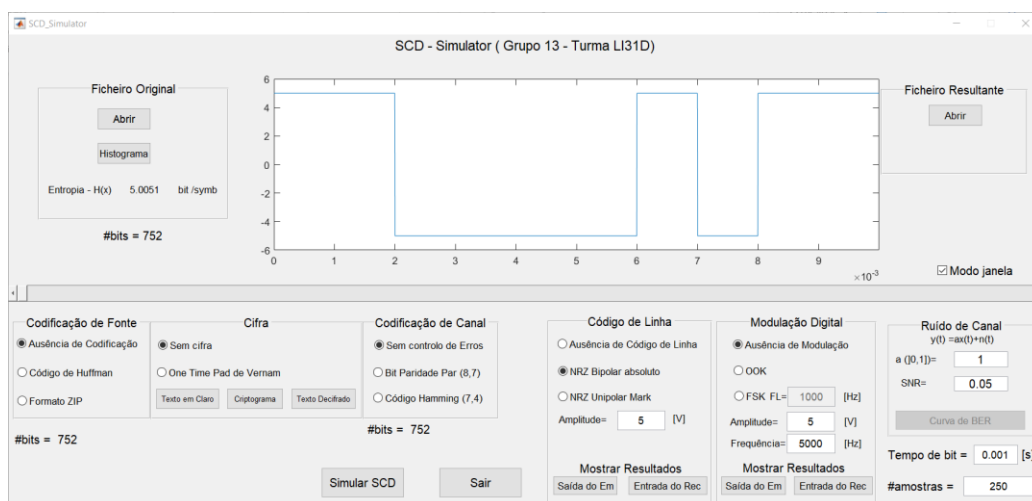 SCD_Simulator
SCD - Simulator ( Grupo 13 - Turma LI31D)
Ficheiro Original
Abrir
Histograma
Entropia - H(x) 5.0051 bit /symb
#bits = 752
6
4
2
0
-2
-4
-6
0 1 2 3 4 5 6 7 8 9
×10-3
Ficheiro Resultante
Abrir
Modo janela
Codificação de Fonte
Ausência de Codificação
Código de Huffman
Formato ZIP
#bits = 752
Cifra
Sem cifra
One Time Pad de Vernam
Texto em Claro Criptograma Texto Decifrado
Codificação de Canal
Sem controlo de Erros
Bit Paridade Par (8,7)
Código Hamming (7,4)
#bits = 752
Simular SCD Sair
Código de Linha
Ausência de Código de Linha
NRZ Bipolar absoluto
NRZ Unipolar Mark
Amplitude= 5 [V]
Mostrar Resultados
Saída do Em Entrada do Rec
Modulação Digital
Ausência de Modulação
OOK
FSK FL= 1000 [Hz]
Amplitude= 5 [V]
Frequência= 5000 [Hz]
Mostrar Resultados
Saída do Em Entrada do Rec
Ruído de Canal
y(t) =ax(t)+n(t)
a (]0,1])= 1
SNR= 0.05
Curva de BER
Tempo de bit = 0.001 [s]
#amostras = 250